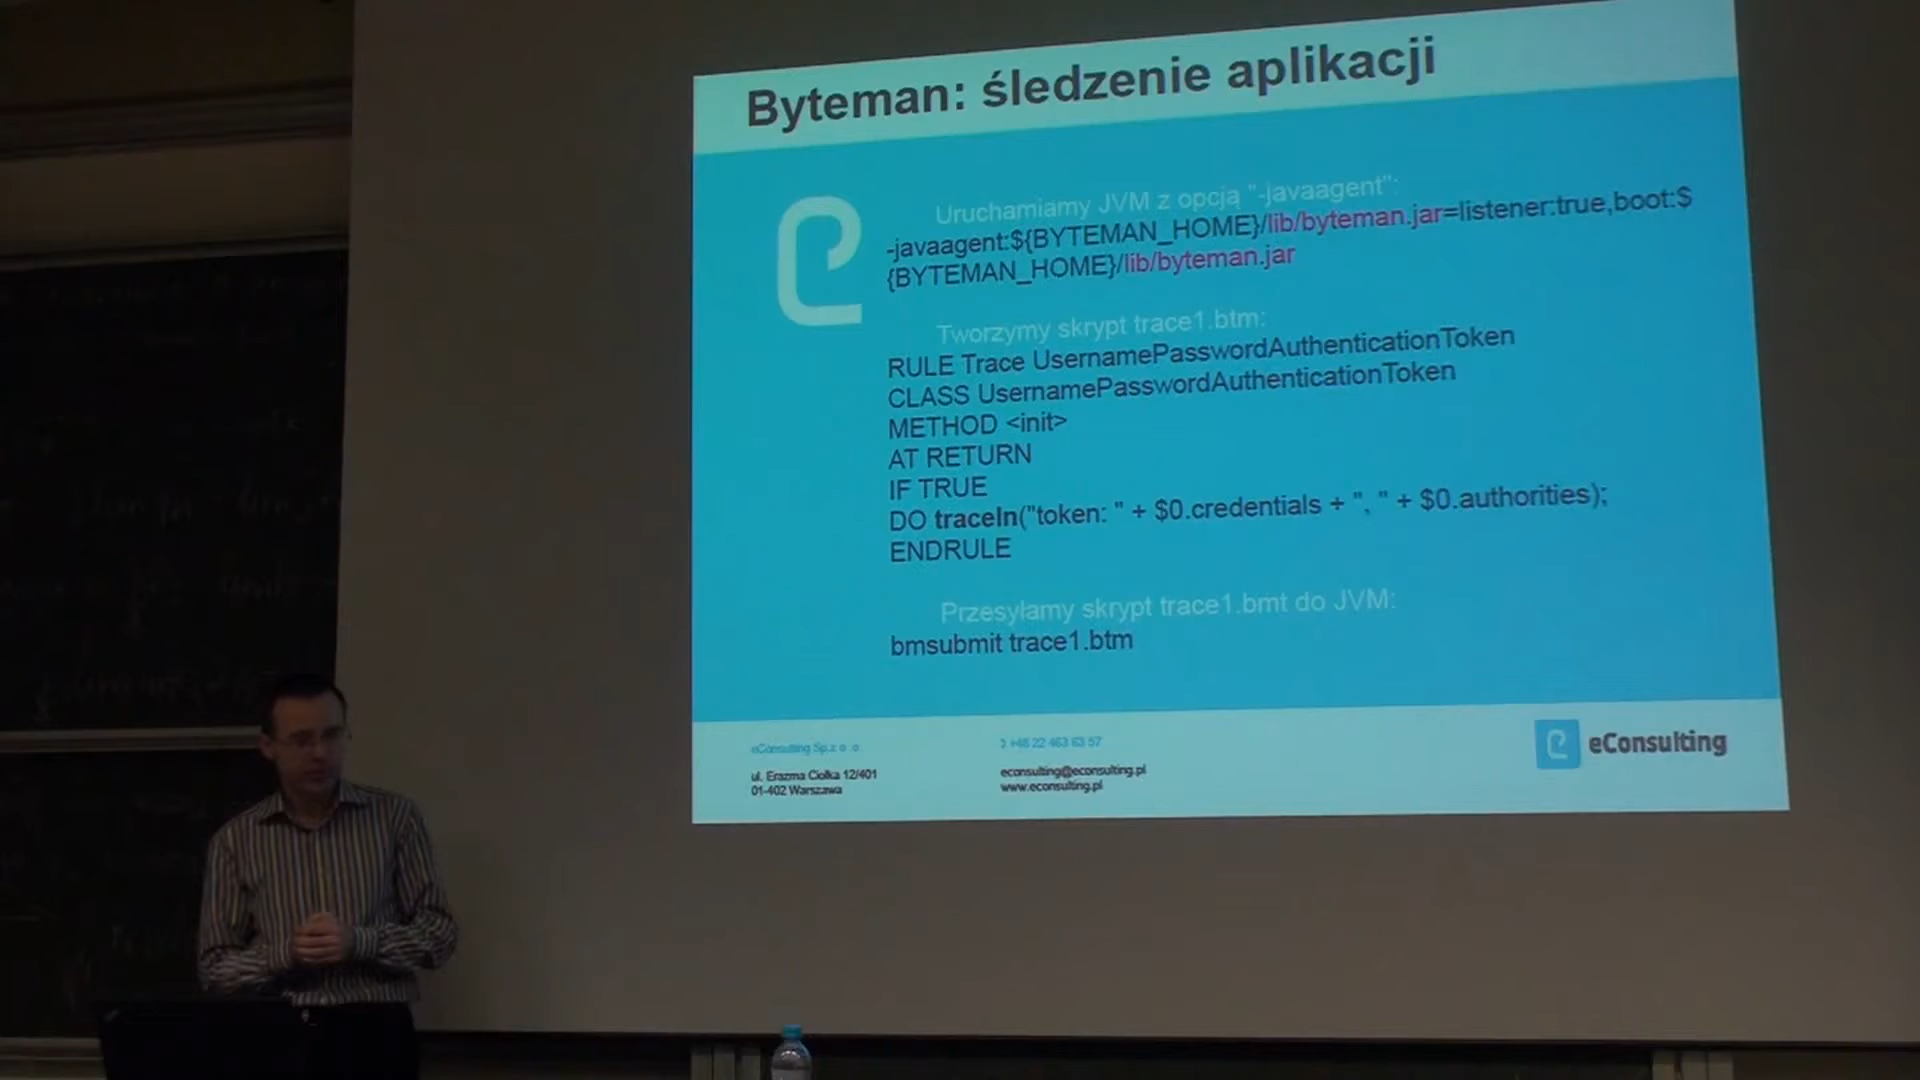 Byteman: śledzenie aplikacji
Uruchamiamy JVM z opcją "-javaagent":
-javaagent:${BYTEMAN_HOME}/lib/byteman.jar=listener:true,boot:$
{BYTEMAN_HOME}/lib/byteman.jar
Tworzymy skrypt trace1.btm:
RULE Trace UsernamePasswordAuthenticationToken
CLASS UsernamePasswordAuthenticationToken
METHOD <init>
AT RETURN
IF TRUE
DO traceln("token: " + $0.credentials + ", " + $0.authorities);
ENDRULE
Przesyłamy skrypt trace1.bmt do JVM:
bmsubmit trace1.btm
eConsulting Sp.z o .o.
ul. Erazma Ciołka 12/401
01-402 Warszawa
+48 22 463 63 57
econsulting@econsulting.pl
www.econsulting.pl
eConsulting